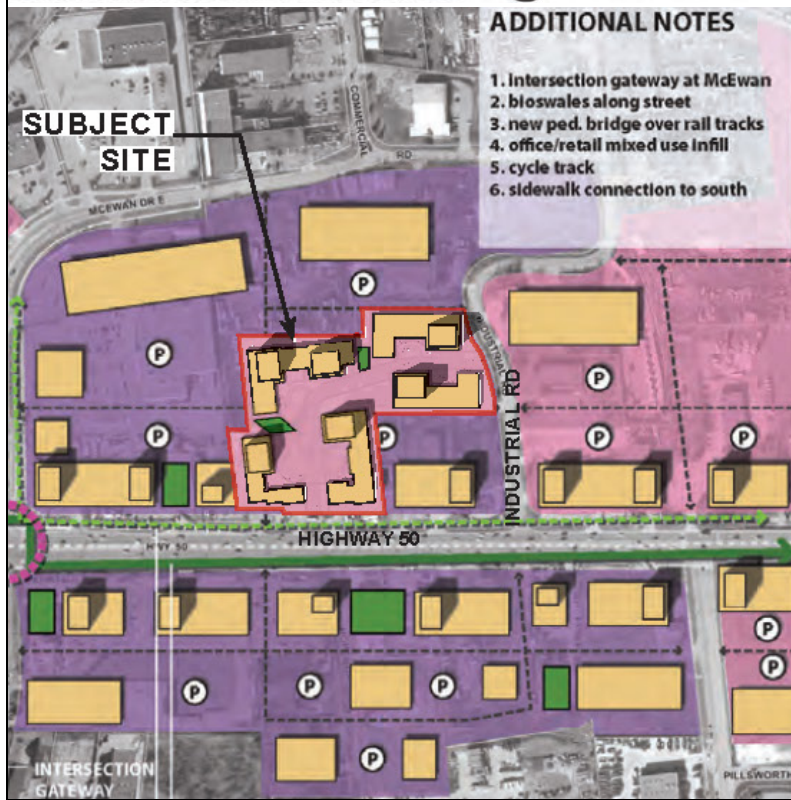 ADDITIONAL NOTES
1. intersection gateway at McEwan
2. bioswales along street
3. new ped. bridge over rail tracks
4. office/retail mixed use infill
5. cycle track
6. sidewalk connection to south
SUBJECT
SITE
COMMERCIAL
RD
MCEWAN DR E
P
P
INDUSTRIAL
INDUSTRIAL RD
P
P
P
P
P
HIGHWAY 50
HWY 50
P
P
P
P
P
P
INTERSECTION
GATEWAY
PILLSWORTH